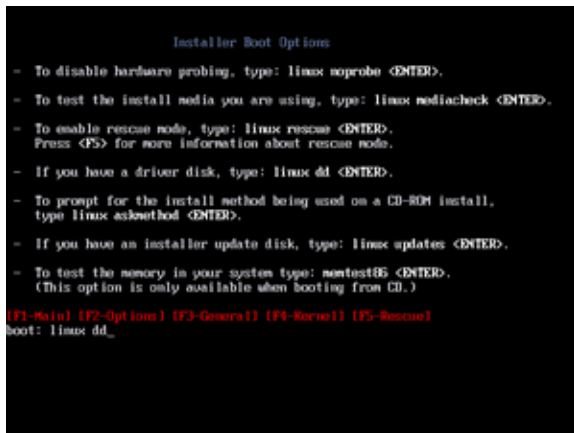 Installer Boot Options
- To disable hardware probing, type: linux noprobe <ENTER>.
- To test the install media you are using, type: linux mediacheck <ENTER>.
- To enable rescue mode, type: linux rescue <ENTER>.
Press <F5> for more information about rescue mode.
- If you have a driver disk, type: linux dd <ENTER>.
- To prompt for the install method being used on a CD-ROM install,
type linux askmethod <ENTER>.
- If you have an installer update disk, type: linux updates <ENTER>.
- To test the memory in your system type: memtest86 <ENTER>.
(This option is only available when booting from CD.)
[F1-Main] [F2-Options] [F3-General] [F4-Kernel] [F5-Rescue]
boot: linux dd_